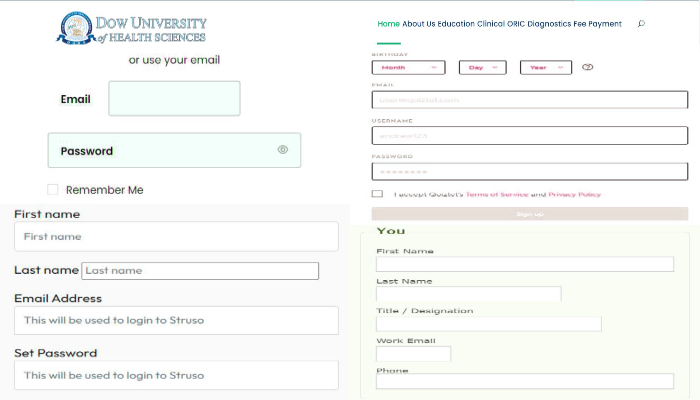 DOW UNIVERSITY
of HEALTH SCIENCES
or use your email
Email
Password
Remember Me
First name
First name
Last name Last name
Email Address
This will be used to login to Struso
Set Password
This will be used to login to Struso
Home About Us Education Clinical ORIC Diagnostics Fee Payment
BIRTHDAY
Month Day Year
EMAIL
USERNAME
andrew123
PASSWORD
I accept Quizlet's Terms of Service and Privacy Policy
Sign up
You
First Name
Last Name
Title / Designation
Work Email
Phone